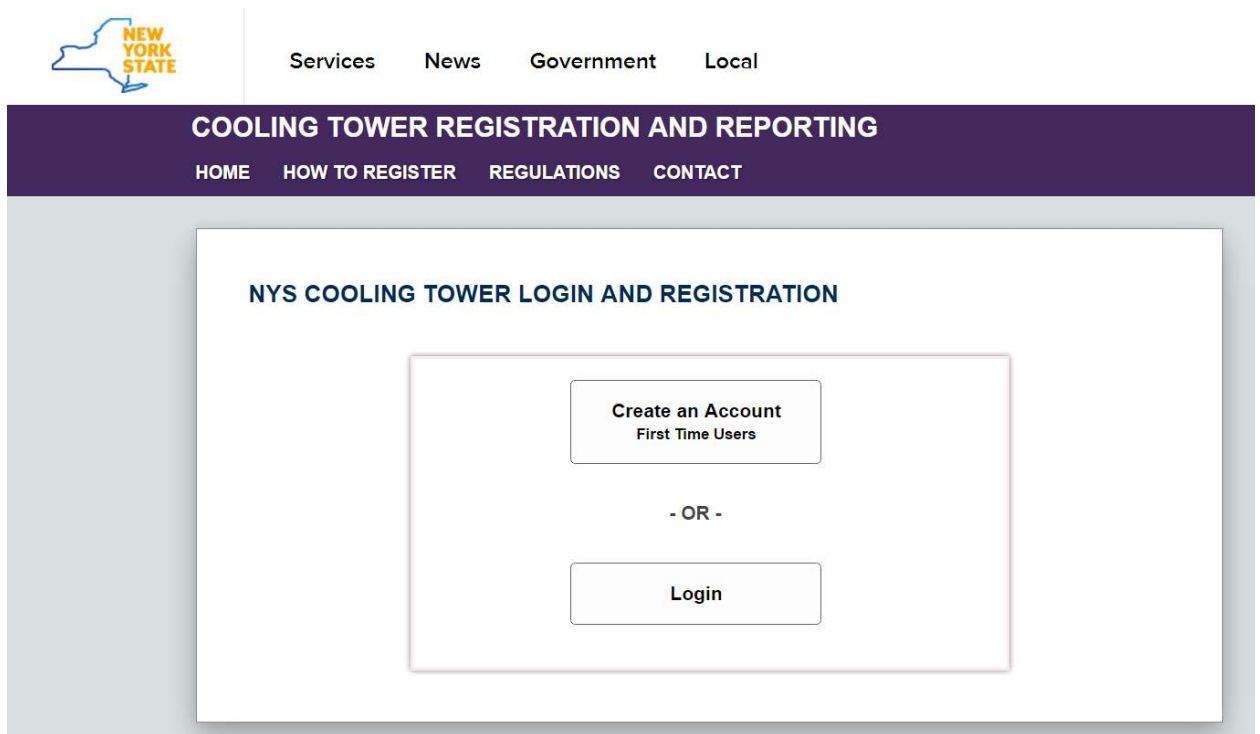 NEW
YORK
STATE
Services News Government Local
COOLING TOWER REGISTRATION AND REPORTING
HOME HOW TO REGISTER REGULATIONS CONTACT
NYS COOLING TOWER LOGIN AND REGISTRATION
Create an Account
First Time Users
- OR -
Login